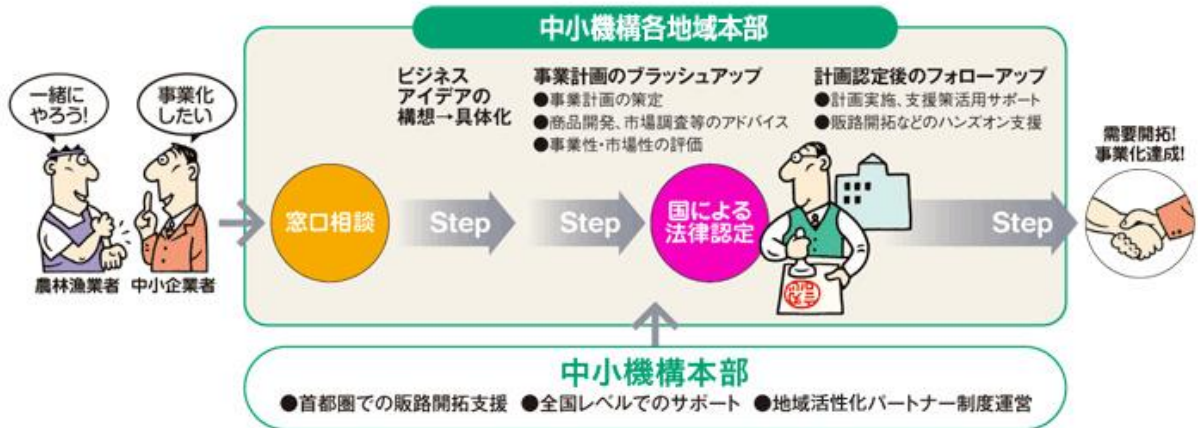 中小機構各地域本部
一緒に
やろう!
事業化
したい
農林漁業者
中小企業者
ビジネス
アイデアの
構想→具体化
事業計画のブラッシュアップ
●事業計画の策定
●商品開発、市場調査等のアドバイス
●事業性・市場性の評価
計画認定後のフォローアップ
●計画実施、支援策活用サポート
●販路開拓などのハンズオン支援
窓口相談
Step
Step
国による
法律認定
Step
需要開拓!
事業化達成!
中小機構本部
●首都圏での販路開拓支援 ●全国レベルでのサポート ●地域活性化パートナー制度運営